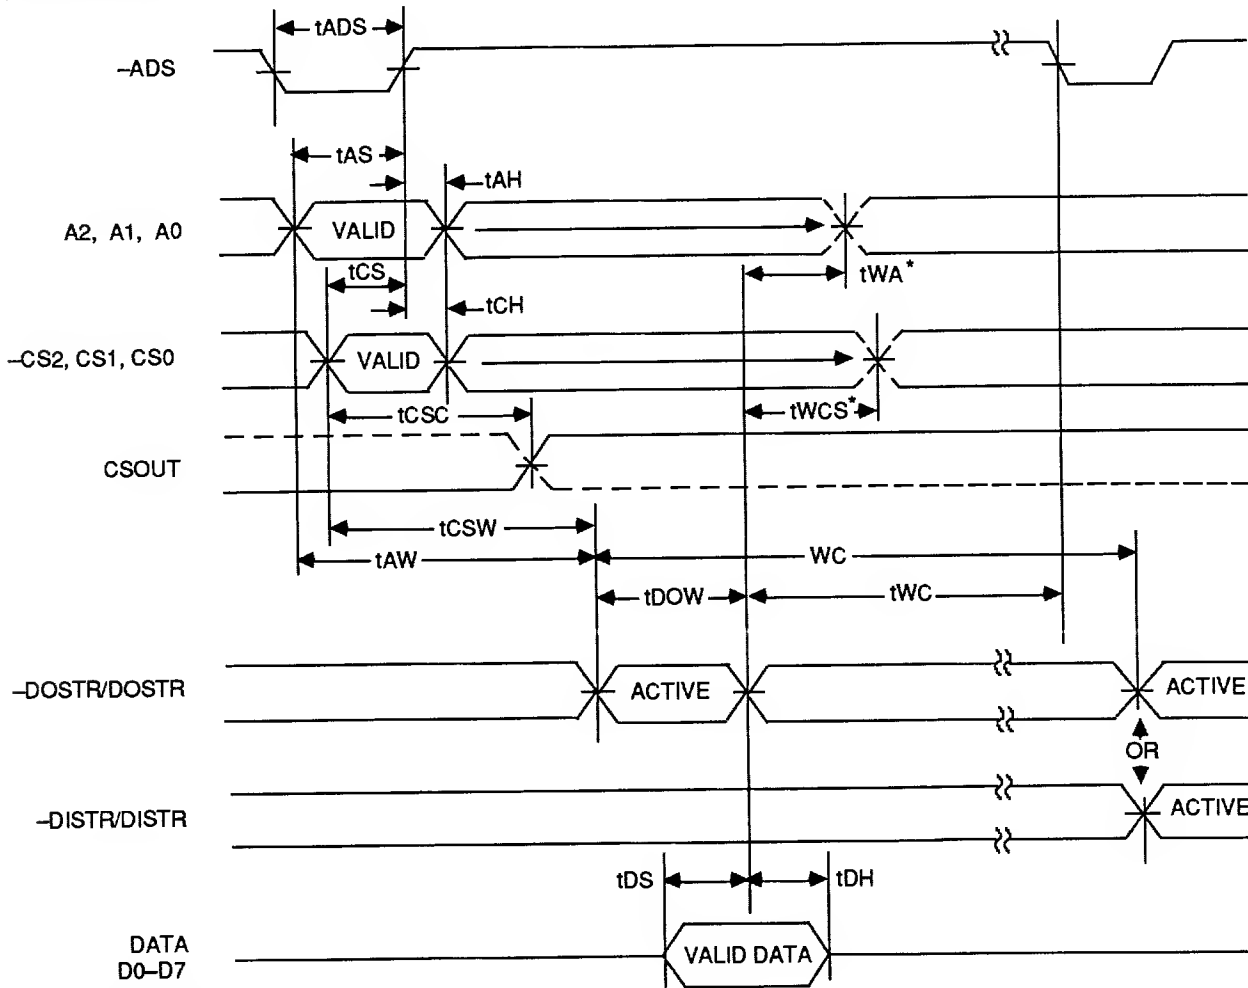 tADS
–ADS
tAS
tAH
A2, A1, A0
VALID
tCS
tWA*
tCH
–CS2, CS1, CS0
VALID
tCSC
tWCS*
CSOUT
tCSW
tAW
WC
tDOW
tWC
–DOSTR/DOSTR
ACTIVE
ACTIVE
OR
–DISTR/DISTR
ACTIVE
tDS
tDH
DATA
D0–D7
VALID DATA